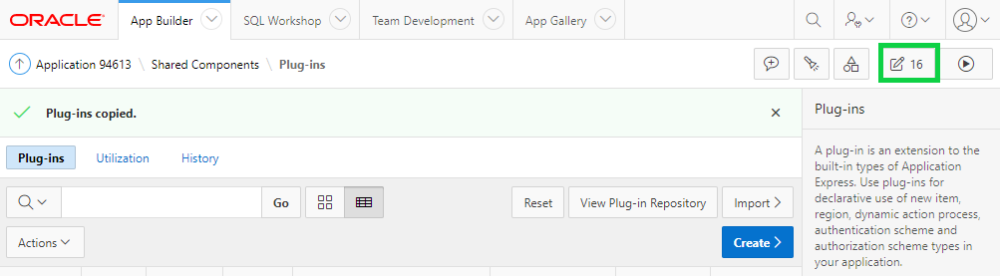 ORACLE
App Builder
SQL Workshop
Team Development
App Gallery
Application 94613 \ Shared Components \ Plug-ins
16
Plug-ins copied.
Plug-ins
Utilization
History
Go
Reset
View Plug-in Repository
Import >
Actions
Create >
Plug-ins
A plug-in is an extension to the
built-in types of Application
Express. Use plug-ins for
declarative use of new item,
region, dynamic action process,
authentication scheme and
authorization scheme types in
your application.